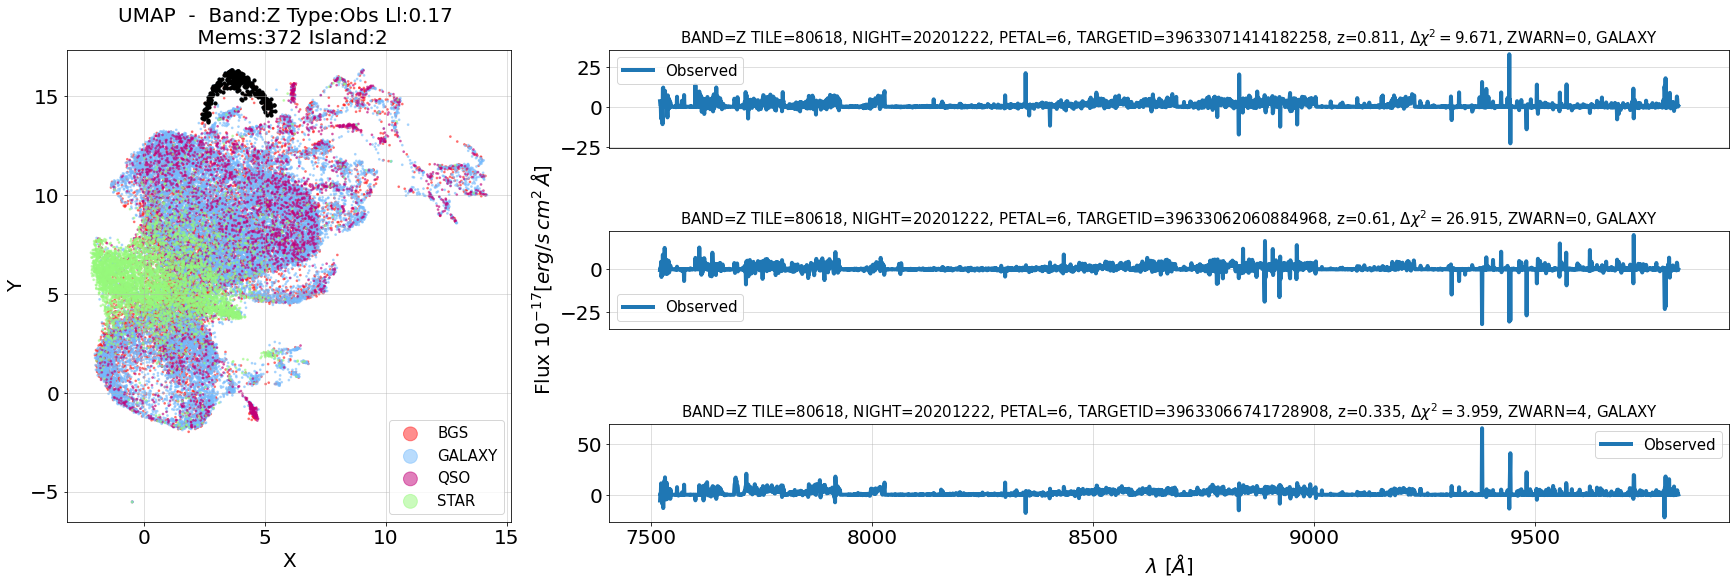 UMAP - Band:Z Type:Obs Ll:0.17
Mems:372 Island:2
15
10
5
0
−5
Y
0
5
10
15
X
BGS
GALAXY
QSO
STAR
Flux 10⁻¹⁷[erg/s cm² Å]
BAND=Z TILE=80618, NIGHT=20201222, PETAL=6, TARGETID=39633071414182258, z=0.811, Δχ² = 9.671, ZWARN=0, GALAXY
25
0
−25
Observed
BAND=Z TILE=80618, NIGHT=20201222, PETAL=6, TARGETID=39633062060884968, z=0.61, Δχ² = 26.915, ZWARN=0, GALAXY
0
−25
Observed
BAND=Z TILE=80618, NIGHT=20201222, PETAL=6, TARGETID=39633066741728908, z=0.335, Δχ² = 3.959, ZWARN=4, GALAXY
50
0
Observed
7500
8000
8500
9000
9500
λ [Å]